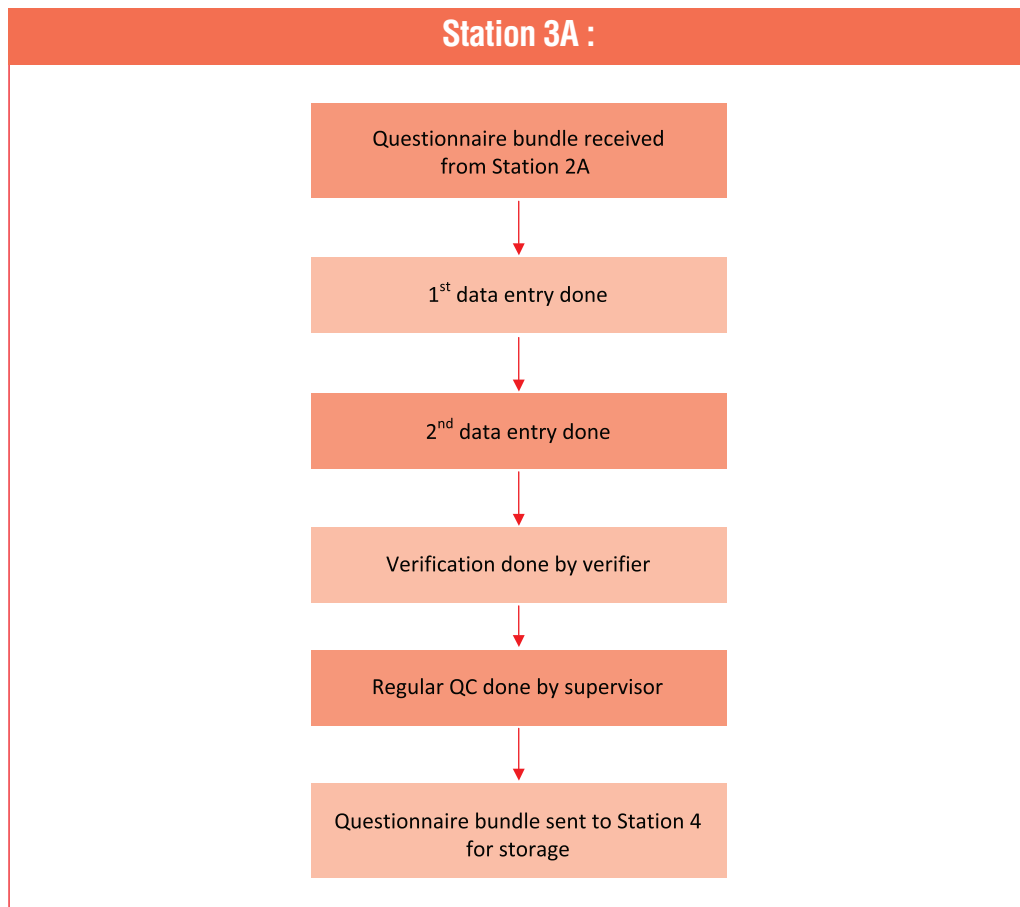 Station 3A :
Questionnaire bundle received
from Station 2A
1st data entry done
2nd data entry done
Verification done by verifier
Regular QC done by supervisor
Questionnaire bundle sent to Station 4
for storage